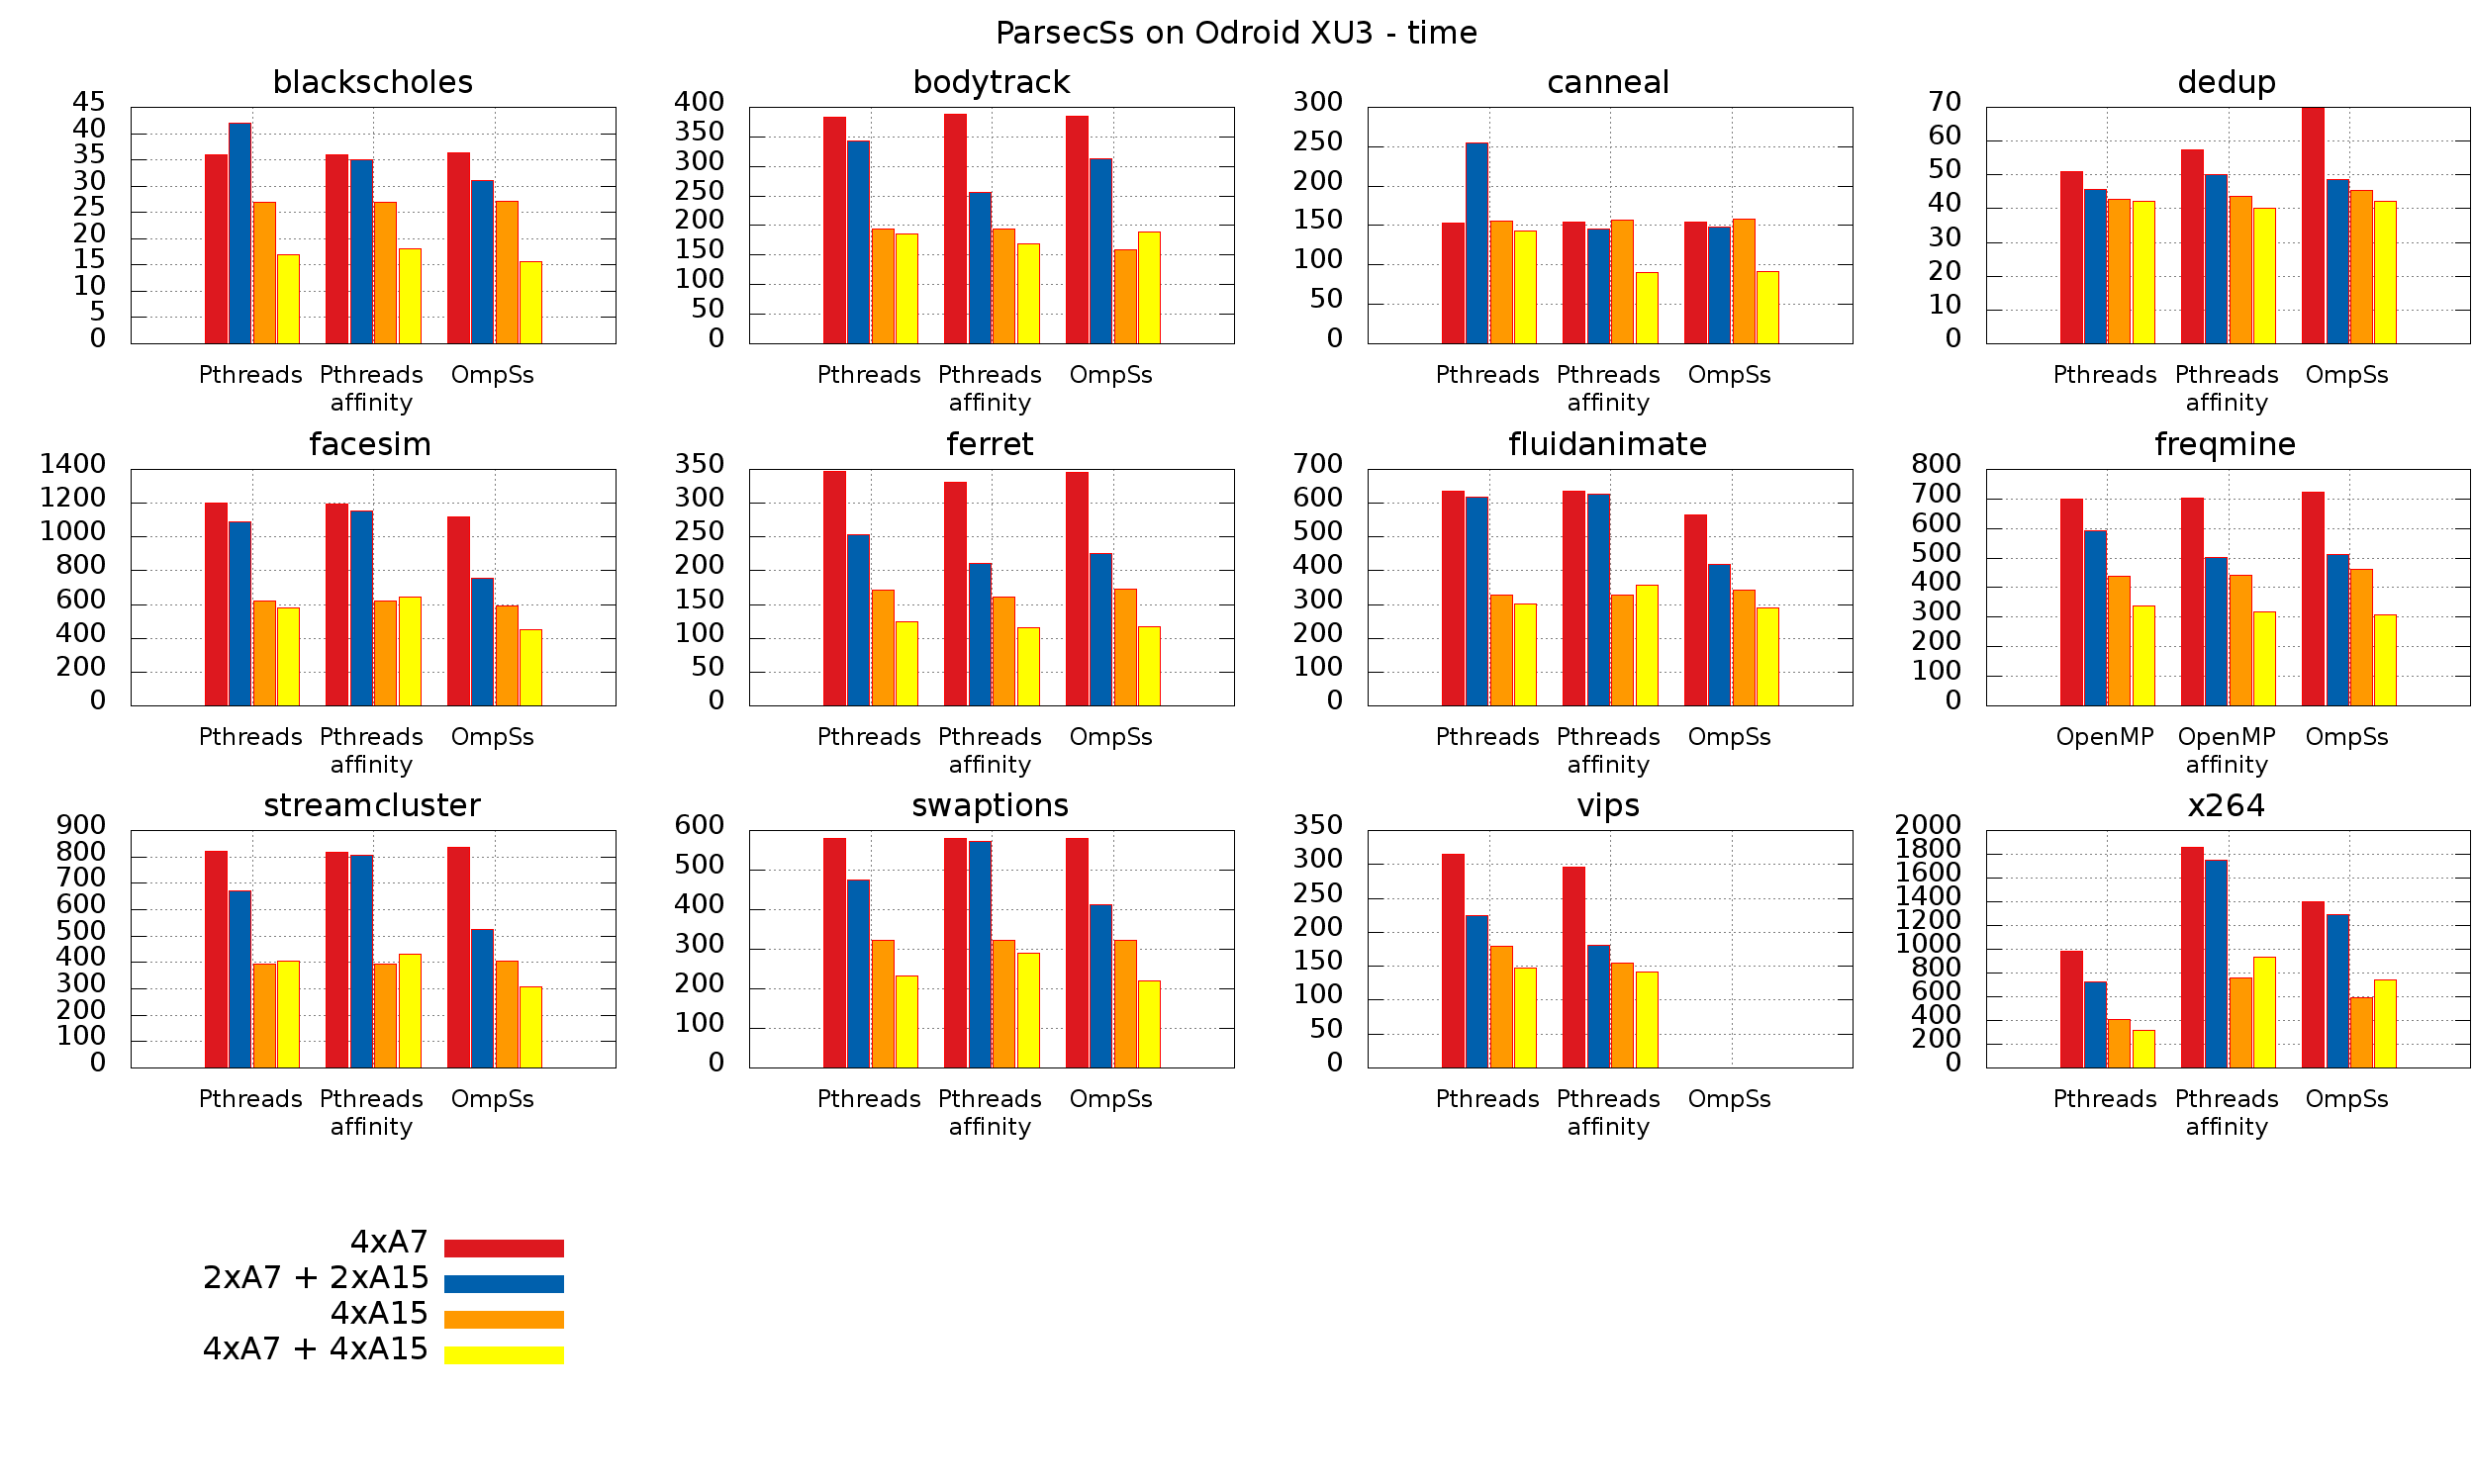 ParsecSs on Odroid XU3 - time
blackscholes
45
40
35
30
25
20
15
10
5
0
Pthreads
Pthreads
affinity
OmpSs
bodytrack
400
350
300
250
200
150
100
50
0
Pthreads
Pthreads
affinity
OmpSs
canneal
300
250
200
150
100
50
0
Pthreads
Pthreads
affinity
OmpSs
dedup
70
60
50
40
30
20
10
0
Pthreads
Pthreads
affinity
OmpSs
facesim
1400
1200
1000
800
600
400
200
0
Pthreads
Pthreads
affinity
OmpSs
ferret
350
300
250
200
150
100
50
0
Pthreads
Pthreads
affinity
OmpSs
fluidanimate
700
600
500
400
300
200
100
0
Pthreads
Pthreads
affinity
OmpSs
freqmine
800
700
600
500
400
300
200
100
0
OpenMP
OpenMP
affinity
OmpSs
streamcluster
900
800
700
600
500
400
300
200
100
0
Pthreads
Pthreads
affinity
OmpSs
swaptions
600
500
400
300
200
100
0
Pthreads
Pthreads
affinity
OmpSs
vips
350
300
250
200
150
100
50
0
Pthreads
Pthreads
affinity
OmpSs
x264
2000
1800
1600
1400
1200
1000
800
600
400
200
0
Pthreads
Pthreads
affinity
OmpSs
4xA7
2xA7 + 2xA15
4xA15
4xA7 + 4xA15